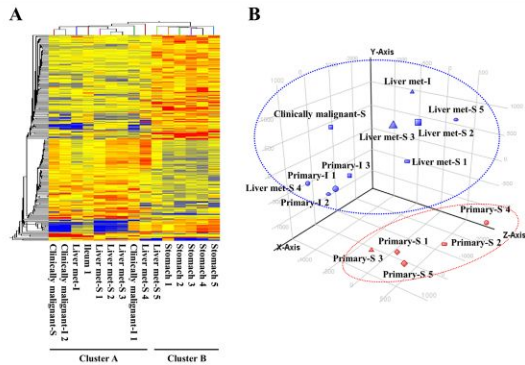 A
Clinically malignant-S
Clinically malignant-I 2
Liver met-I
Ileum 1
Liver met-S 1
Liver met-S 2
Liver met-S 3
Clinically malignant-I 1
Liver met-S 4
Liver met-S 5
Stomach 1
Stomach 2
Stomach 3
Stomach 4
Stomach 5
Cluster A
Cluster B
B
Y-Axis
Liver met-I
Liver met-S 5
Clinically malignant-S
Liver met-S 3
Liver met-S 2
Primary-I 3
Liver met-S 1
Primary-I 1
Liver met-S 4
Primary-I 2
Primary-S 4
X-Axis
Z-Axis
Primary-S 1
Primary-S 2
Primary-S 3
Primary-S 5